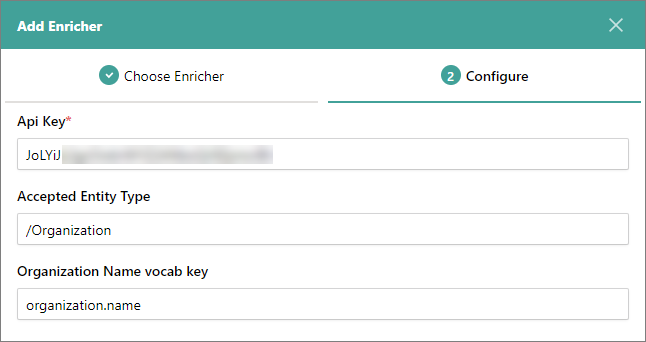 Add Enricher
Choose Enricher
2 Configure
Api Key*
JoLYiJ
Accepted Entity Type
/Organization
Organization Name vocab key
organization.name